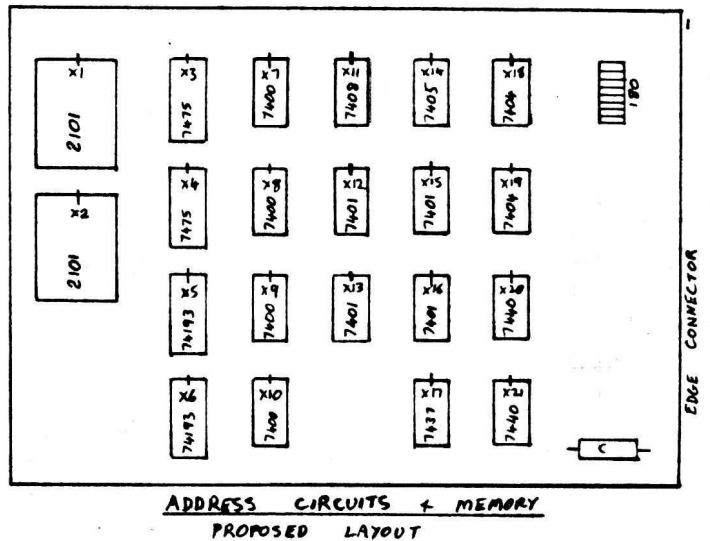 1
X1
2101
X2
2101
X3
7475
X4
7475
X5
74193
X6
74193
X7
7400
X8
7400
X9
7400
X10
7400
X11
7408
X12
7401
X13
7401
X14
7405
X15
7401
X16
7401
X17
7437
X18
7404
X19
7404
X20
7440
X21
7440
180
C
EDGE CONNECTOR
ADDRESS CIRCUITS + MEMORY
PROPOSED LAYOUT